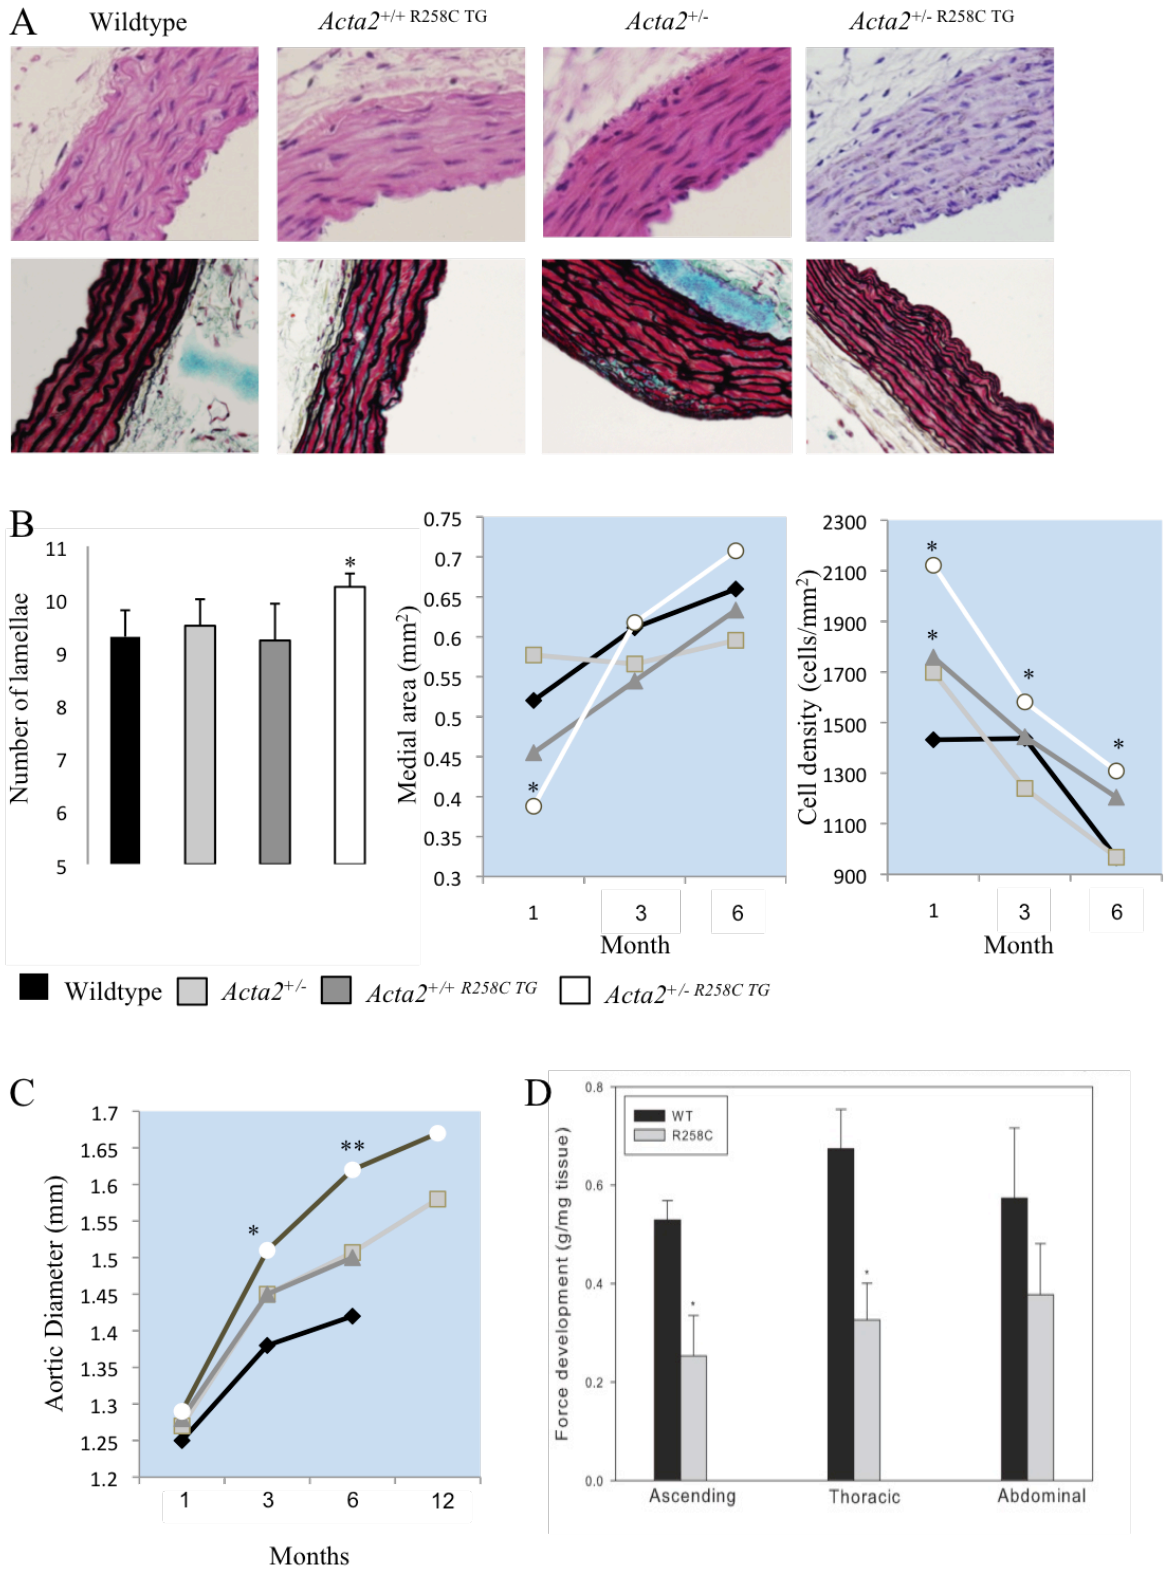 A
Wildtype
Acta2+/+ R258C TG
Acta2+/-
Acta2+/- R258C TG
B
Number of lamellae
11
10
9
8
7
6
5
*
Medial area (mm2)
0.75
0.7
0.65
0.6
0.55
0.5
0.45
0.4
0.35
0.3
*
1
3
6
Month
Cell density (cells/mm2)
2300
2100
1900
1700
1500
1300
1100
900
*
*
*
*
1
3
6
Month
Wildtype
Acta2+/-
Acta2+/+ R258C TG
Acta2+/- R258C TG
C
Aortic Diameter (mm)
1.7
1.65
1.6
1.55
1.5
1.45
1.4
1.35
1.3
1.25
1.2
*
**
1
3
6
12
Months
D
Force development (g/mg tissue)
0.8
0.6
0.4
0.2
0.0
WT
R258C
*
*
Ascending
Thoracic
Abdominal